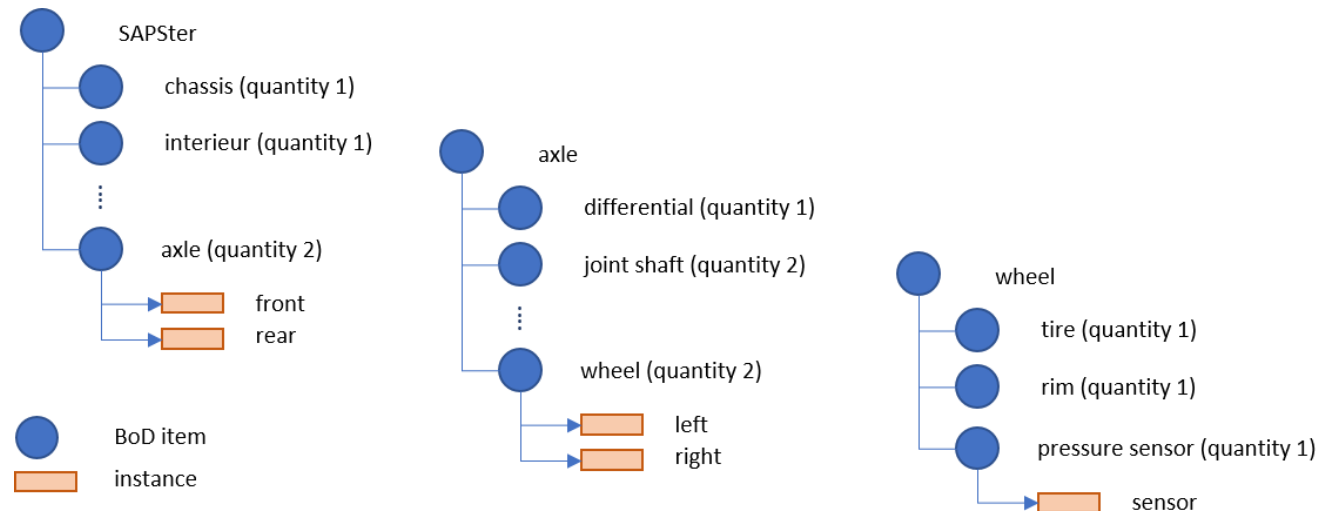 SAPSter
chassis (quantity 1)
interieur (quantity 1)
axle (quantity 2)
front
rear
BoD item
instance
axle
differential (quantity 1)
joint shaft (quantity 2)
wheel (quantity 2)
left
right
wheel
tire (quantity 1)
rim (quantity 1)
pressure sensor (quantity 1)
sensor